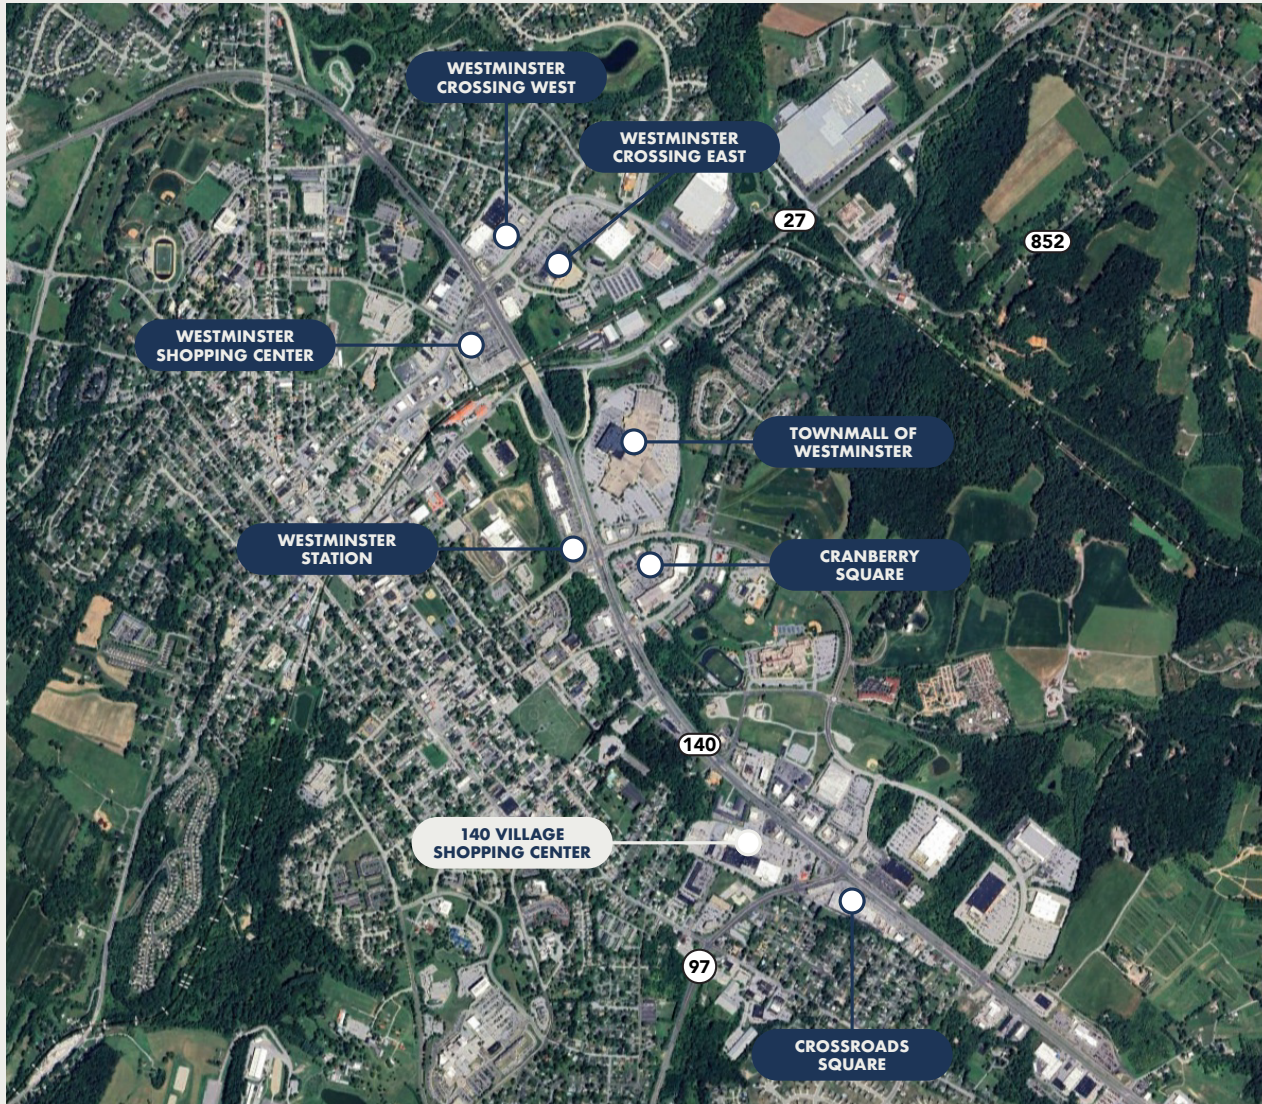 WESTMINSTER
CROSSING WEST
WESTMINSTER
CROSSING EAST
27
852
WESTMINSTER
SHOPPING CENTER
TOWNMALL OF
WESTMINSTER
WESTMINSTER
STATION
CRANBERRY
SQUARE
140
140 VILLAGE
SHOPPING CENTER
97
CROSSROADS
SQUARE